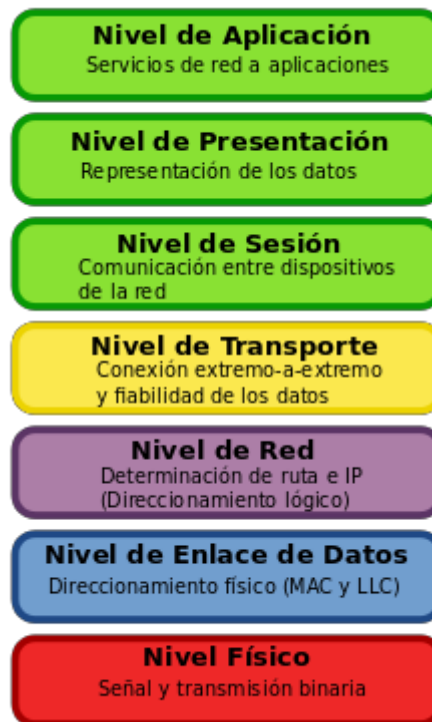 Nivel de Aplicación
Servicios de red a aplicaciones
Nivel de Presentación
Representación de los datos
Nivel de Sesión
Comunicación entre dispositivos
de la red
Nivel de Transporte
Conexión extremo-a-extremo
y fiabilidad de los datos
Nivel de Red
Determinación de ruta e IP
(Direccionamiento lógico)
Nivel de Enlace de Datos
Direccionamiento físico (MAC y LLC)
Nivel Físico
Señal y transmisión binaria